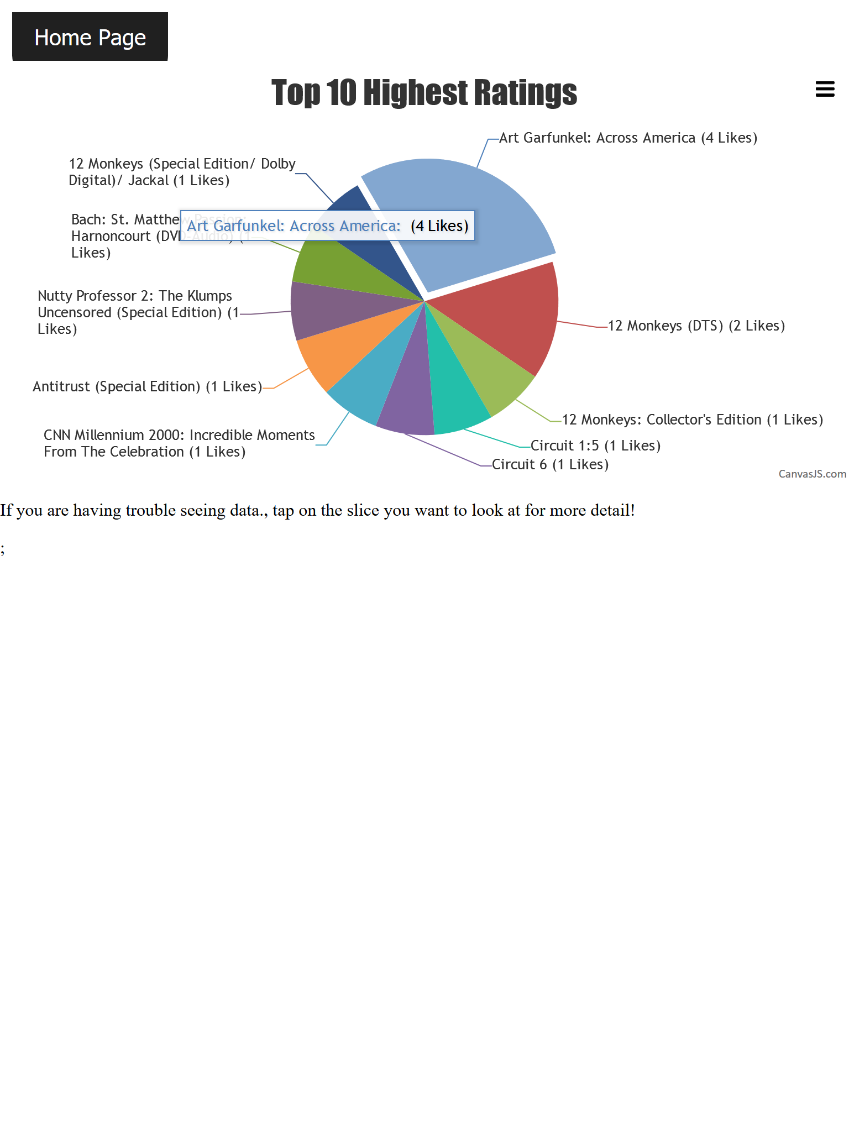 Home Page
Top 10 Highest Ratings
Art Garfunkel: Across America (4 Likes)
12 Monkeys (Special Edition/ Dolby
Digital)/ Jackal (1 Likes)
Bach: St. Matthew Passion
Art Garfunkel: Across America: (4 Likes)
Harnoncourt (DVD-Audio) (1
Likes)
Nutty Professor 2: The Klumps
Uncensored (Special Edition) (1
Likes)
12 Monkeys (DTS) (2 Likes)
Antitrust (Special Edition) (1 Likes)
12 Monkeys: Collector's Edition (1 Likes)
CNN Millennium 2000: Incredible Moments
From The Celebration (1 Likes)
Circuit 1:5 (1 Likes)
Circuit 6 (1 Likes)
CanvasJS.com
If you are having trouble seeing data., tap on the slice you want to look at for more detail!
;